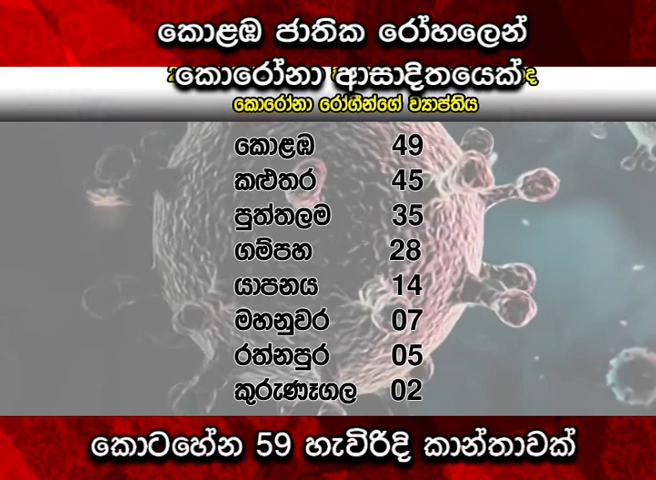 කොළඹ ජාතික රෝහලෙන්
කොරෝනා ආසාදිතයෙක්
කොරෝනා රෝගීන්ගේ ව්‍යාප්තිය
කොළඹ 49
කළුතර 45
පුත්තලම 35
ගම්පහ 28
යාපනය 14
මහනුවර 07
රත්නපුර 05
කුරුණෑගල 02
කොටහේන 59 හැවිරිදි කාන්තාවක්